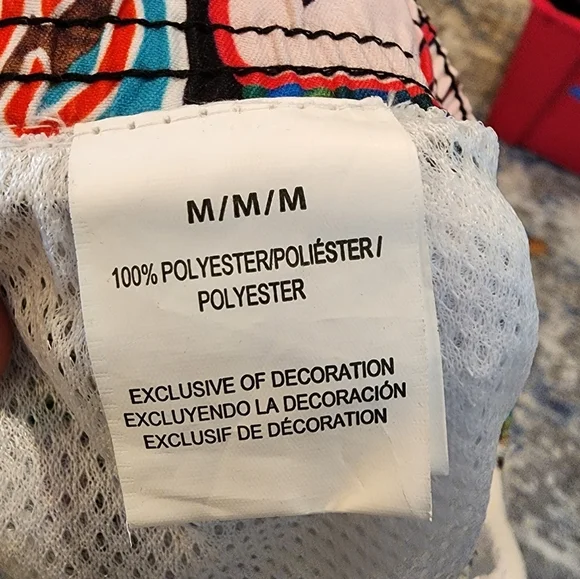 M/M/M
100% POLYESTER/POLIÉSTER/
POLYESTER
EXCLUSIVE OF DECORATION
EXCLUYENDO LA DECORACIÓN
EXCLUSIF DE DÉCORATION